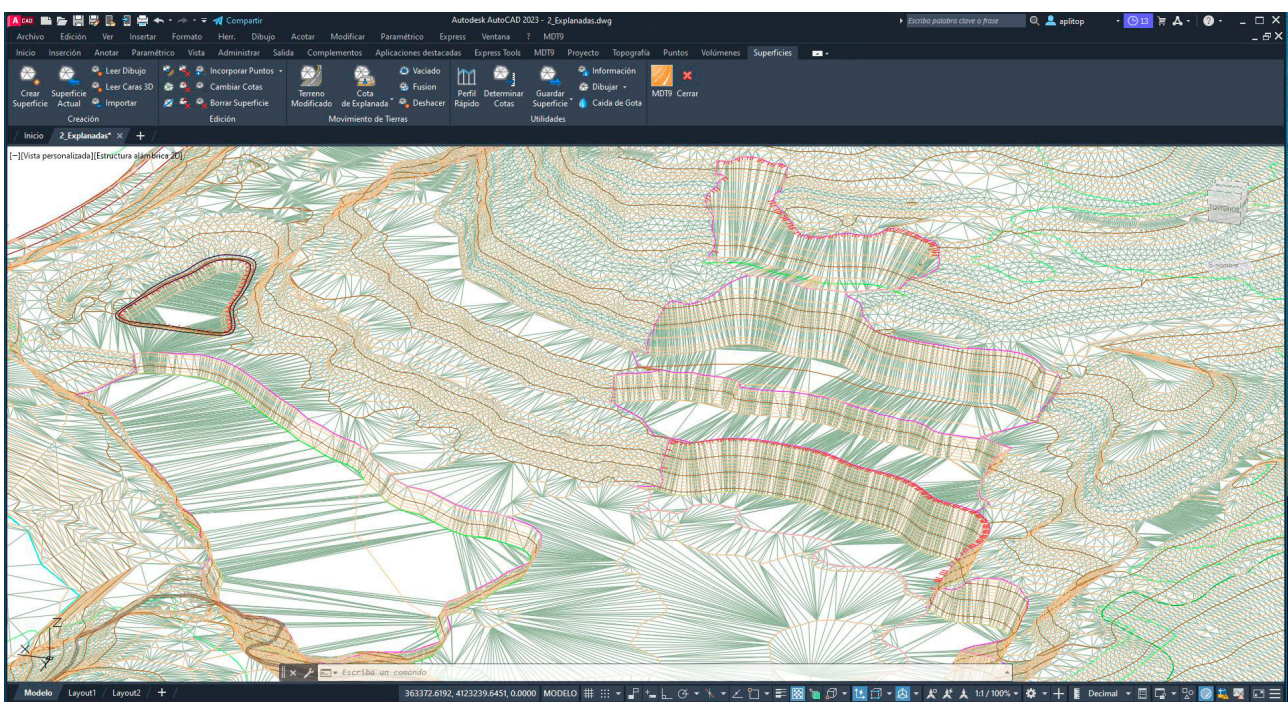 A CAD Compartir Autodesk AutoCAD 2023 - 2_Explanadas.dwg Escriba palabra clave o frase aplitop 13
Archivo Edición Ver Insertar Formato Herr. Dibujo Acotar Modificar Paramétrico Express Ventana ? MDT9
Inicio Inserción Anotar Paramétrico Vista Administrar Salida Complementos Aplicaciones destacadas Express Tools MDT9 Proyecto Topografía Puntos Volúmenes Superficies
Leer Dibujo Incorporar Puntos Vaciado Información
Leer Caras 3D Cambiar Cotas Fusion Dibujar
Crear Superficie Terreno Cota Perfil Determinar Guardar MDT9 Cerrar
Superficie Actual Importar Borrar Superficie Modificado de Explanada Deshacer Rápido Cotas Superficie Caida de Gota
Creación Edición Movimiento de Tierras Utilidades
Inicio 2_Explanadas* × +
[−][Vista personalizada][Estructura alámbrica 2D]
POSTERIOR
Z
X
Y
Escriba un comando
Modelo Layout1 Layout2 + 363372.6192, 4123239.6451, 0.0000 MODELO 1:1 / 100% Decimal